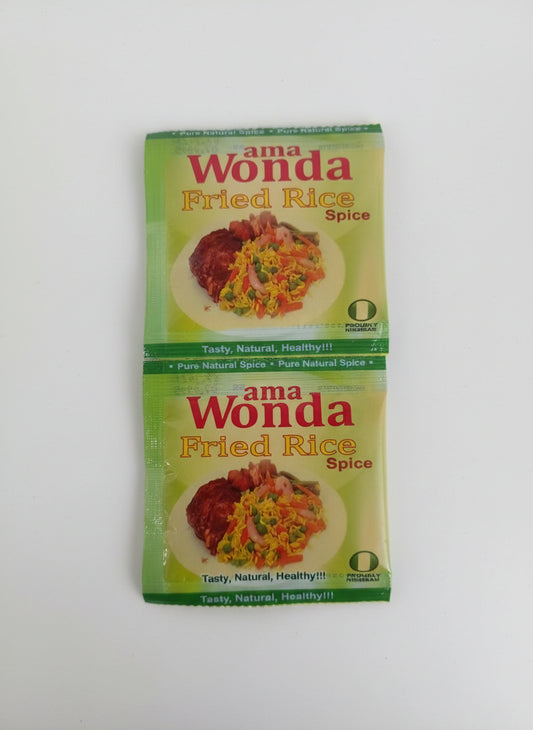 • Pure Natural Spice • Pure Natural Spice •
ama
Wonda
Fried Rice
Spice
PROUDLY
NIGERIAN
Tasty, Natural, Healthy!!!
• Pure Natural Spice • Pure Natural Spice •
ama
Wonda
Fried Rice
Spice
Tasty, Natural, Healthy!!!
PROUDLY
NIGERIAN
Tasty, Natural, Healthy!!!